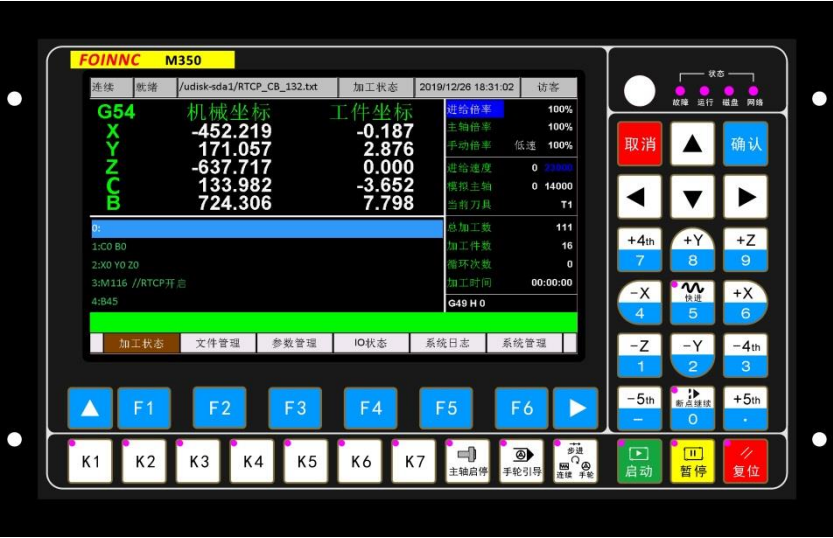 FOINNC M350
连续 就绪 /udisk-sda1/RTCP_CB_132.txt 加工状态 2019/12/26 18:31:02 访客
G54 机械坐标 工件坐标
X -452.219 -0.187
Y 171.057 2.876
Z -637.717 0.000
C 133.982 -3.652
B 724.306 7.798
进给倍率 100%
主轴倍率 100%
手动倍率 低速 100%
进给速度 0
模拟主轴 0 14000
当前刀具 T1
总加工数 111
加工件数 16
循环次数 0
加工时间 00:00:00
G49 H 0
0:
1:C0 B0
2:X0 Y0 Z0
3:M116 //RTCP开启
4:B45
加工状态 文件管理 参数管理 IO状态 系统日志 系统管理
F1 F2 F3 F4 F5 F6
K1 K2 K3 K4 K5 K6 K7 主轴启停 手轮引导 步进 连续 手轮
状态
故障 运行 磁盘 网络
取消 确认
+4th +Y +Z
7 8 9
-X 快进 +X
4 5 6
-Z -Y -4th
1 2 3
-5th 断点继续 +5th
- 0 .
启动 暂停 复位